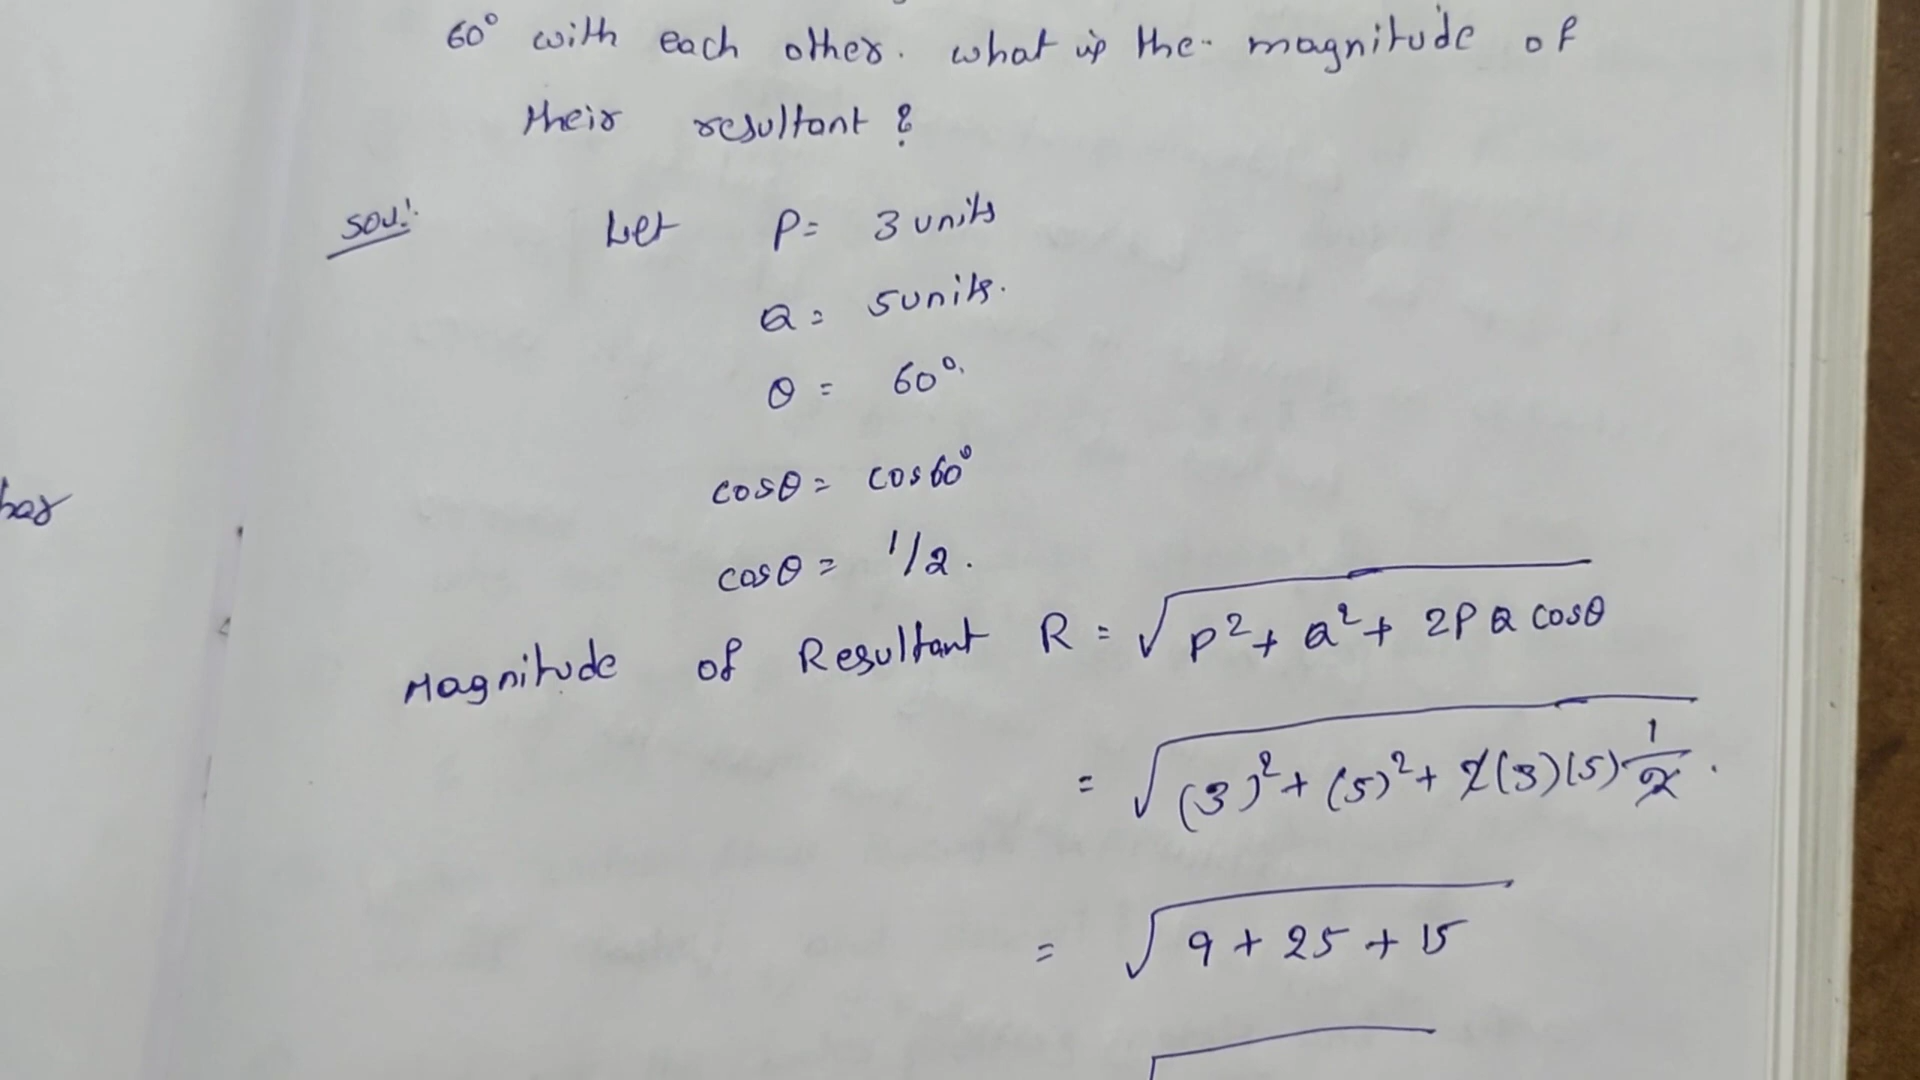 60° with each other. what is the magnitude of
their resultant ?
Sol:
Let P = 3 units
Q = 5 units.
θ = 60°.
cosθ = cos60°
cosθ = 1/2.
Magnitude of Resultant R = √(P² + Q² + 2PQ cosθ)
= √((3)² + (5)² + 2(3)(5) 1/2).
= √(9 + 25 + 15)